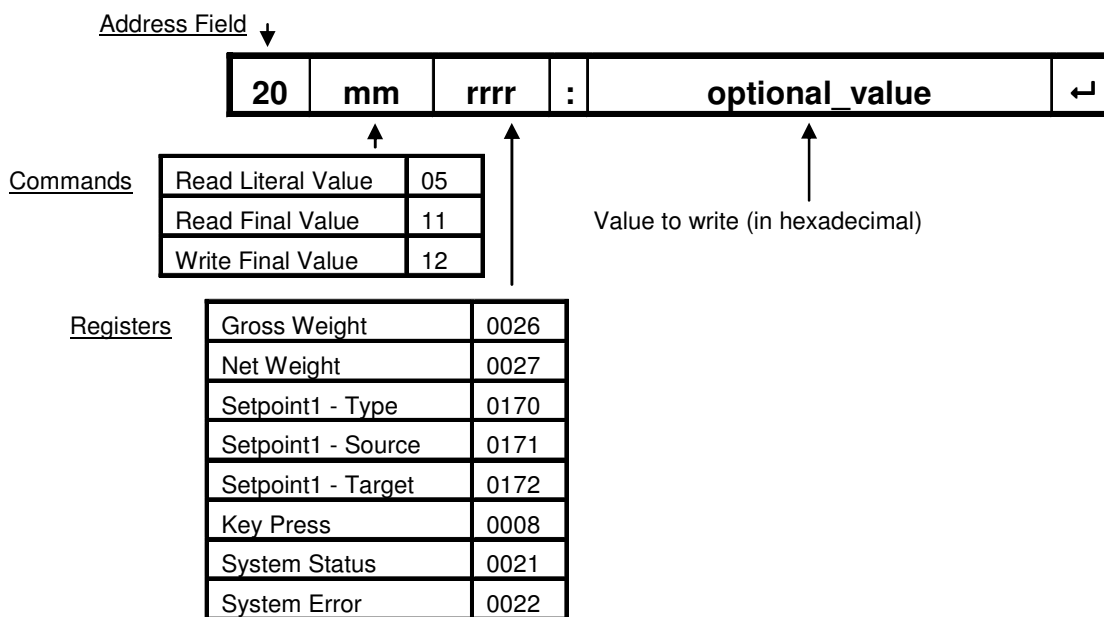 Address Field
20 mm rrrr : optional_value ↵
Commands
Read Literal Value 05
Read Final Value 11
Write Final Value 12
Value to write (in hexadecimal)
Registers
Gross Weight 0026
Net Weight 0027
Setpoint1 - Type 0170
Setpoint1 - Source 0171
Setpoint1 - Target 0172
Key Press 0008
System Status 0021
System Error 0022